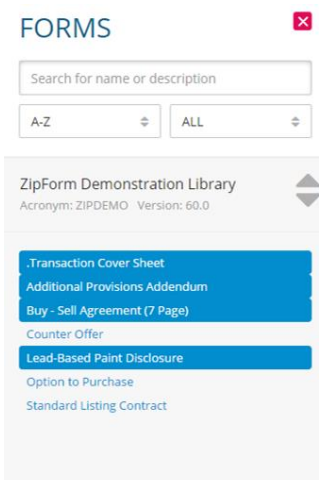 FORMS
Search for name or description
A-Z
ALL
ZipForm Demonstration Library
Acronym: ZIPDEMO Version: 60.0
.Transaction Cover Sheet
Additional Provisions Addendum
Buy - Sell Agreement (7 Page)
Counter Offer
Lead-Based Paint Disclosure
Option to Purchase
Standard Listing Contract